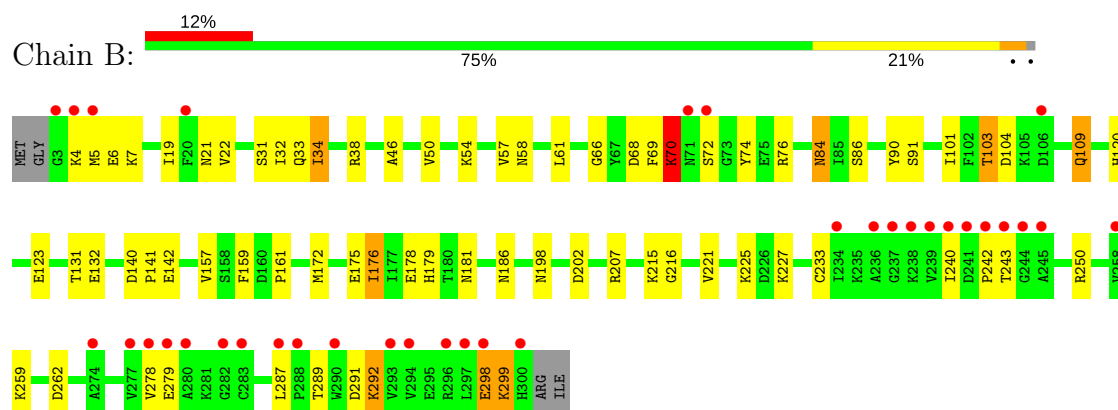 12%
Chain B:
75% 21% • •
MET GLY G3 K4 M5 E6 K7 I19 F20 N21 V22 S31 I32 Q33 I34 R38 A46 V50 K54 V57 N58 L61 G66 Y67 D68 F69 K70 N71 S72 G73 Y74 E75 R76 N84 I85 S86 Y90 S91 I101 F102 T103 D104 K105 D106 Q109 H120
E123 T131 E132 D140 P141 E142 V157 S158 F159 D160 P161 M172 E175 I176 I177 E178 H179 T180 N181 N186 N198 D202 R207 K215 G216 V221 K225 D226 K227 C233 I234 K235 A236 G237 K238 V239 I240 D241 P242 T243 G244 A245 R250 V258
K259 D262 A274 V277 V278 E279 A280 K281 G282 C283 L287 P288 T289 W290 D291 K292 V293 V294 E295 R296 L297 E298 K299 H300 ARG ILE